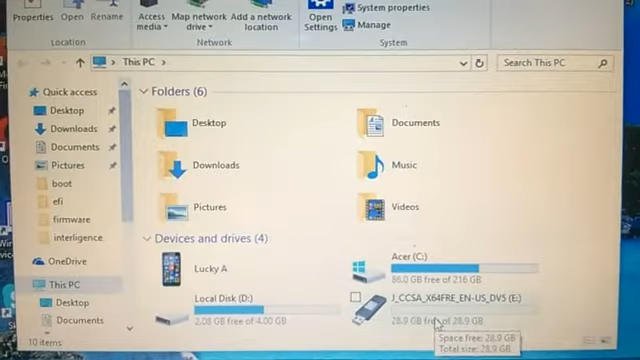 Properties Open Rename
Access media
Map network drive
Add a network location
Open Settings
System properties
Manage
Location
Network
System
This PC
Search This PC
Quick access
Desktop
Downloads
Documents
Pictures
boot
efi
firmware
interligence
OneDrive
This PC
Desktop
Documents
10 items
Folders (6)
Desktop
Documents
Downloads
Music
Pictures
Videos
Devices and drives (4)
Lucky A
Acer (C:)
86.0 GB free of 216 GB
Local Disk (D:)
2.08 GB free of 4.00 GB
J_CCSA_X64FRE_EN-US_DV5 (E:)
28.9 GB free of 28.9 GB
Space free: 28.9 GB
Total size: 28.9 GB